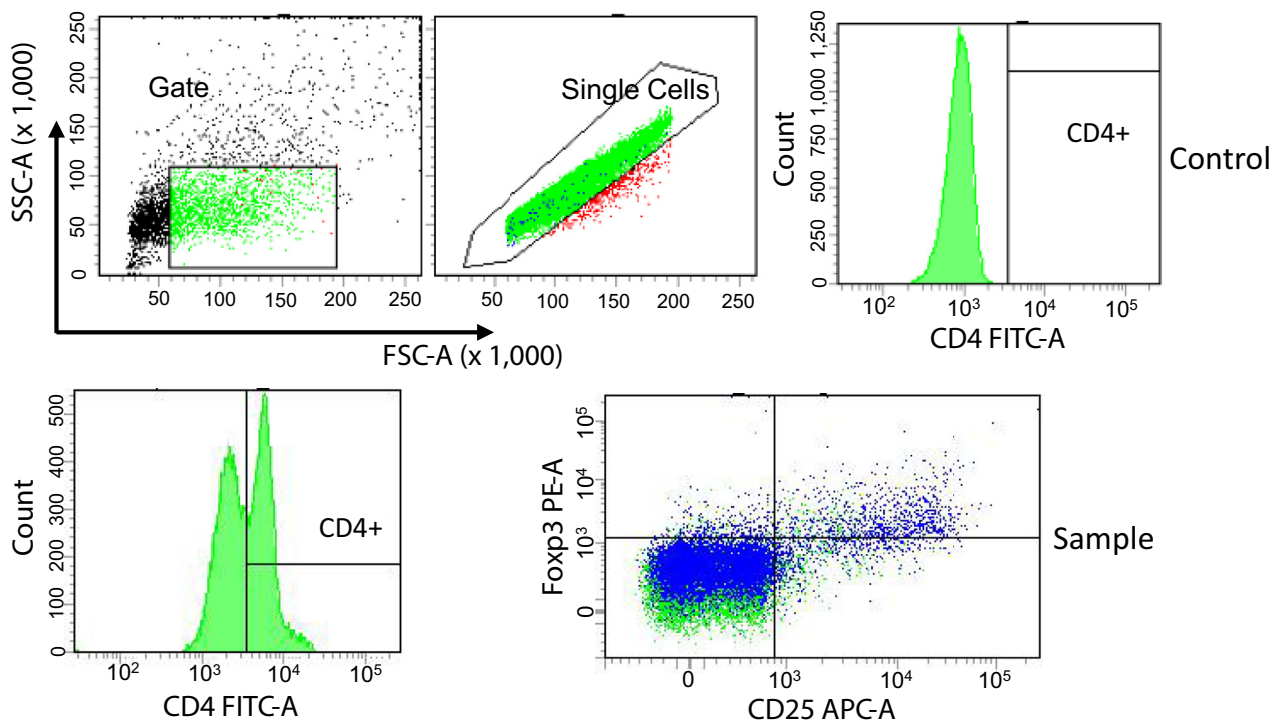 250
200
150
100
50
0
SSC-A (x 1,000)
Gate
50 100 150 200 250
Single Cells
50 100 150 200 250
FSC-A (x 1,000)
1,250
1,000
750
500
250
0
Count
CD4+
10² 10³ 10⁴ 10⁵
CD4 FITC-A
Control
500
400
300
200
100
0
Count
CD4+
10² 10³ 10⁴ 10⁵
CD4 FITC-A
10⁵
10⁴
10³
0
Foxp3 PE-A
0 10³ 10⁴ 10⁵
CD25 APC-A
Sample